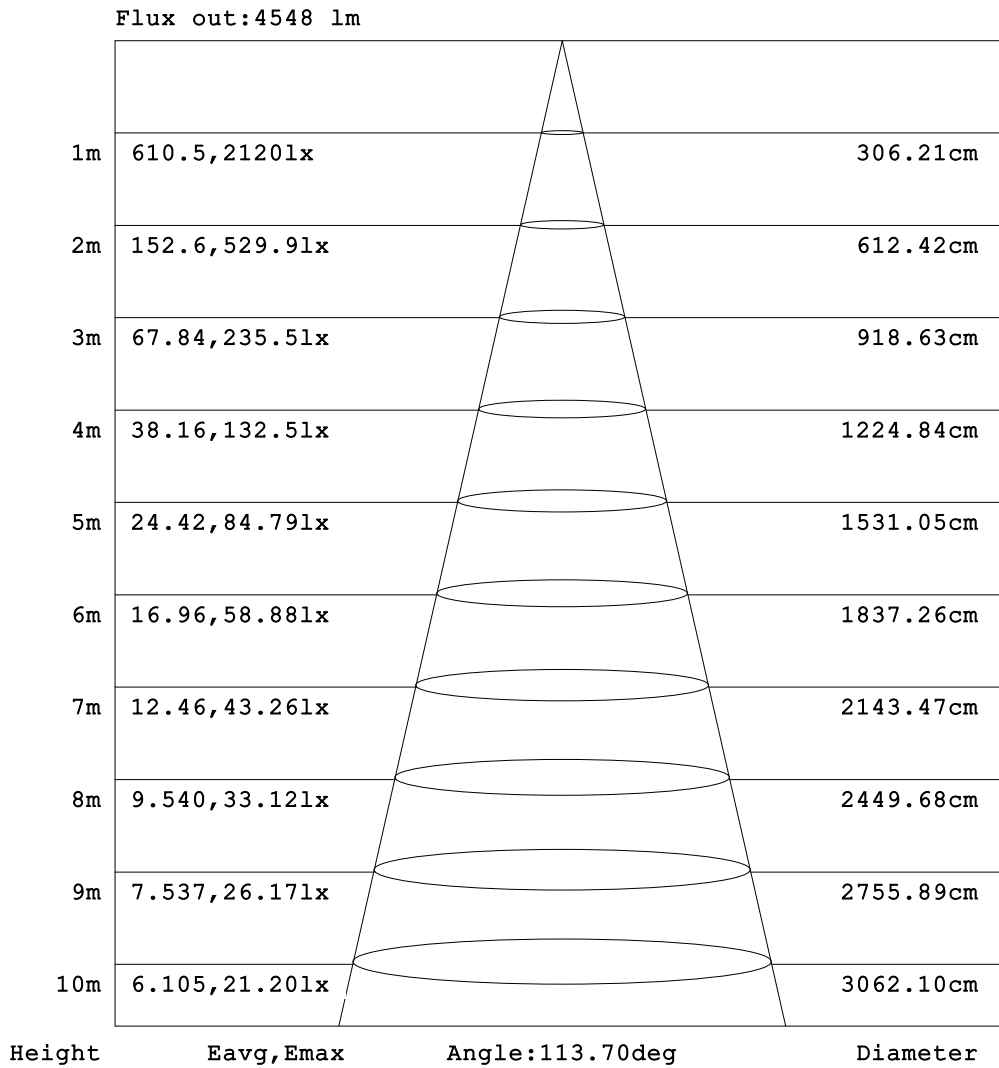 Flux out:4548 lm
1m 610.5,2120lx 306.21cm
2m 152.6,529.9lx 612.42cm
3m 67.84,235.5lx 918.63cm
4m 38.16,132.5lx 1224.84cm
5m 24.42,84.79lx 1531.05cm
6m 16.96,58.88lx 1837.26cm
7m 12.46,43.26lx 2143.47cm
8m 9.540,33.12lx 2449.68cm
9m 7.537,26.17lx 2755.89cm
10m 6.105,21.20lx 3062.10cm
Height Eavg,Emax Angle:113.70deg Diameter